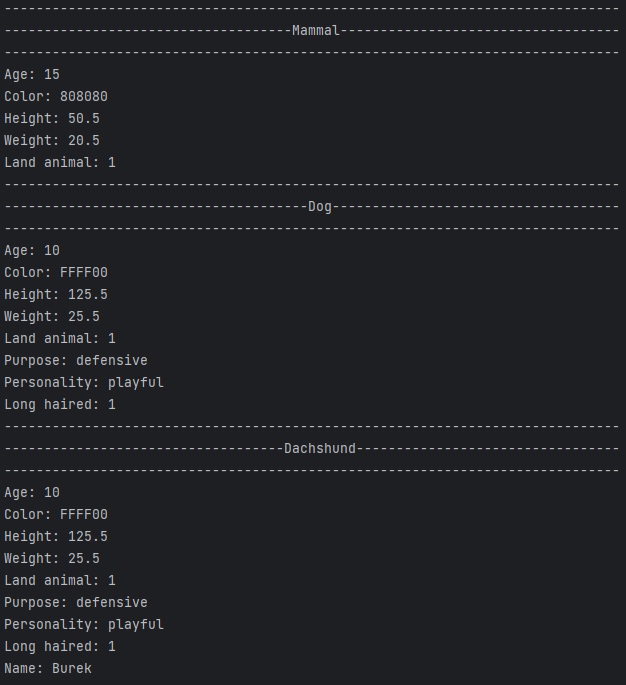 -----------------------------------------------------------------------------
------------------------------------Mammal-----------------------------------
-----------------------------------------------------------------------------
Age: 15
Color: 808080
Height: 50.5
Weight: 20.5
Land animal: 1
-----------------------------------------------------------------------------
--------------------------------------Dog------------------------------------
-----------------------------------------------------------------------------
Age: 10
Color: FFFF00
Height: 125.5
Weight: 25.5
Land animal: 1
Purpose: defensive
Personality: playful
Long haired: 1
-----------------------------------------------------------------------------
-----------------------------------Dachshund---------------------------------
-----------------------------------------------------------------------------
Age: 10
Color: FFFF00
Height: 125.5
Weight: 25.5
Land animal: 1
Purpose: defensive
Personality: playful
Long haired: 1
Name: Burek